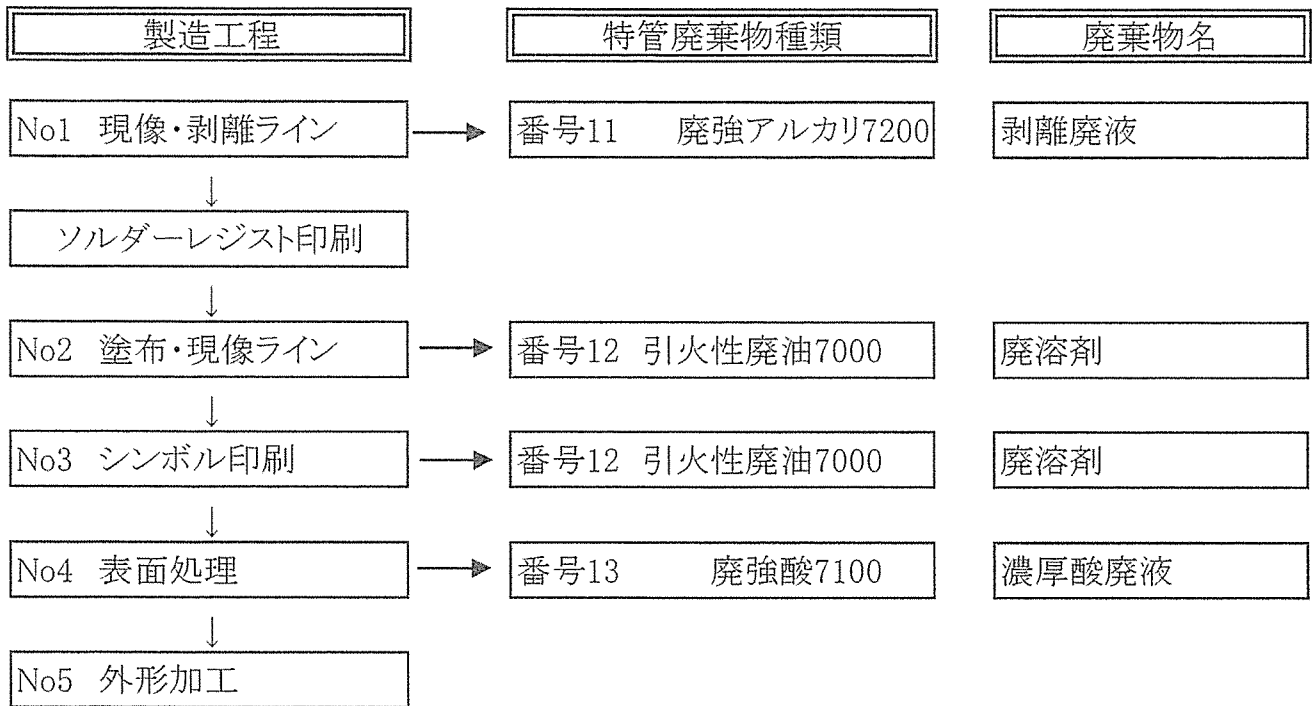 製造工程 特管廃棄物種類 廃棄物名
No1 現像・剥離ライン → 番号11 廃強アルカリ7200 剥離廃液
↓
ソルダーレジスト印刷
↓
No2 塗布・現像ライン → 番号12 引火性廃油7000 廃溶剤
↓
No3 シンボル印刷 → 番号12 引火性廃油7000 廃溶剤
↓
No4 表面処理 → 番号13 廃強酸7100 濃厚酸廃液
↓
No5 外形加工